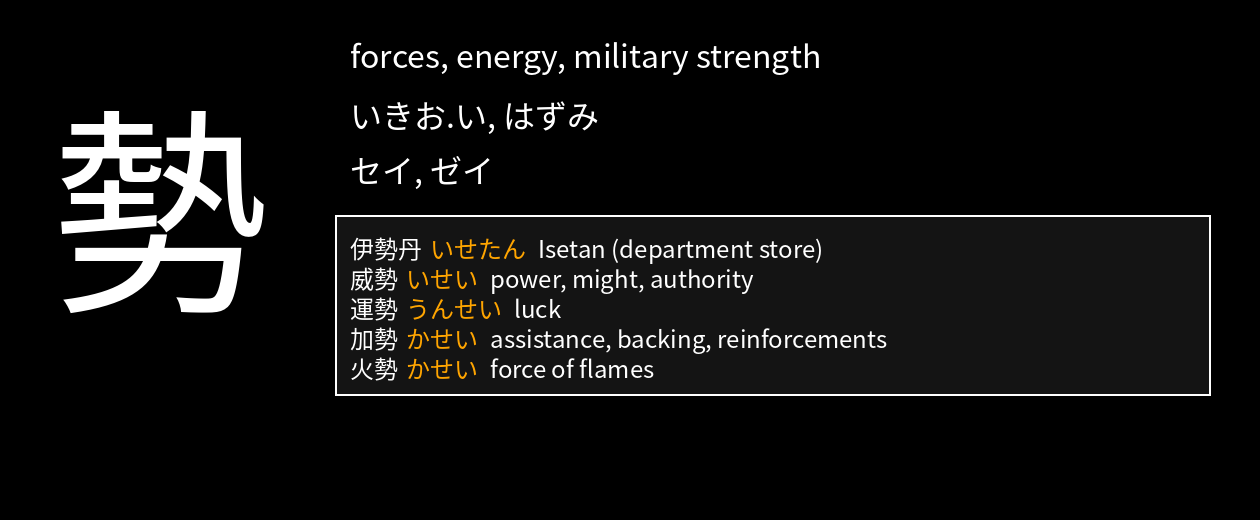 勢
forces, energy, military strength
いきお.い, はずみ
セイ, ゼイ
伊勢丹 いせたん Isetan (department store)
威勢 いせい power, might, authority
運勢 うんせい luck
加勢 かせい assistance, backing, reinforcements
火勢 かせい force of flames